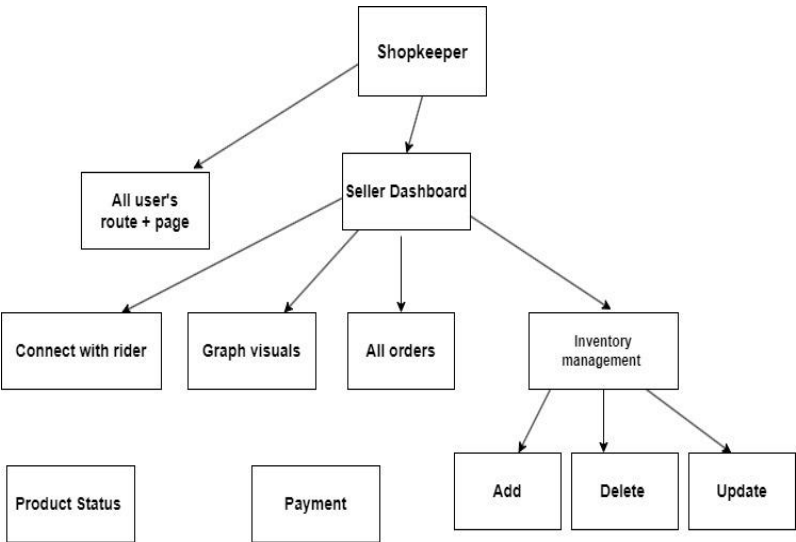 Shopkeeper
All user's
route + page
Seller Dashboard
Connect with rider
Graph visuals
All orders
Inventory
management
Add
Delete
Update
Product Status
Payment